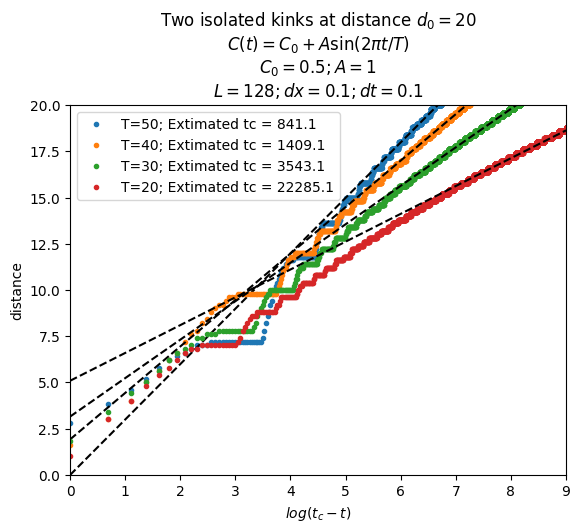 Two isolated kinks at distance $d_0 = 20$
$C(t) = C_0 + A\sin(2\pi t/T)$
$C_0 = 0.5; A = 1$
$L = 128; dx = 0.1; dt = 0.1$
20.0
17.5
15.0
12.5
10.0
7.5
5.0
2.5
0.0
distance
T=50; Extimated tc = 841.1
T=40; Extimated tc = 1409.1
T=30; Extimated tc = 3543.1
T=20; Extimated tc = 22285.1
0 1 2 3 4 5 6 7 8 9
$log(t_c - t)$